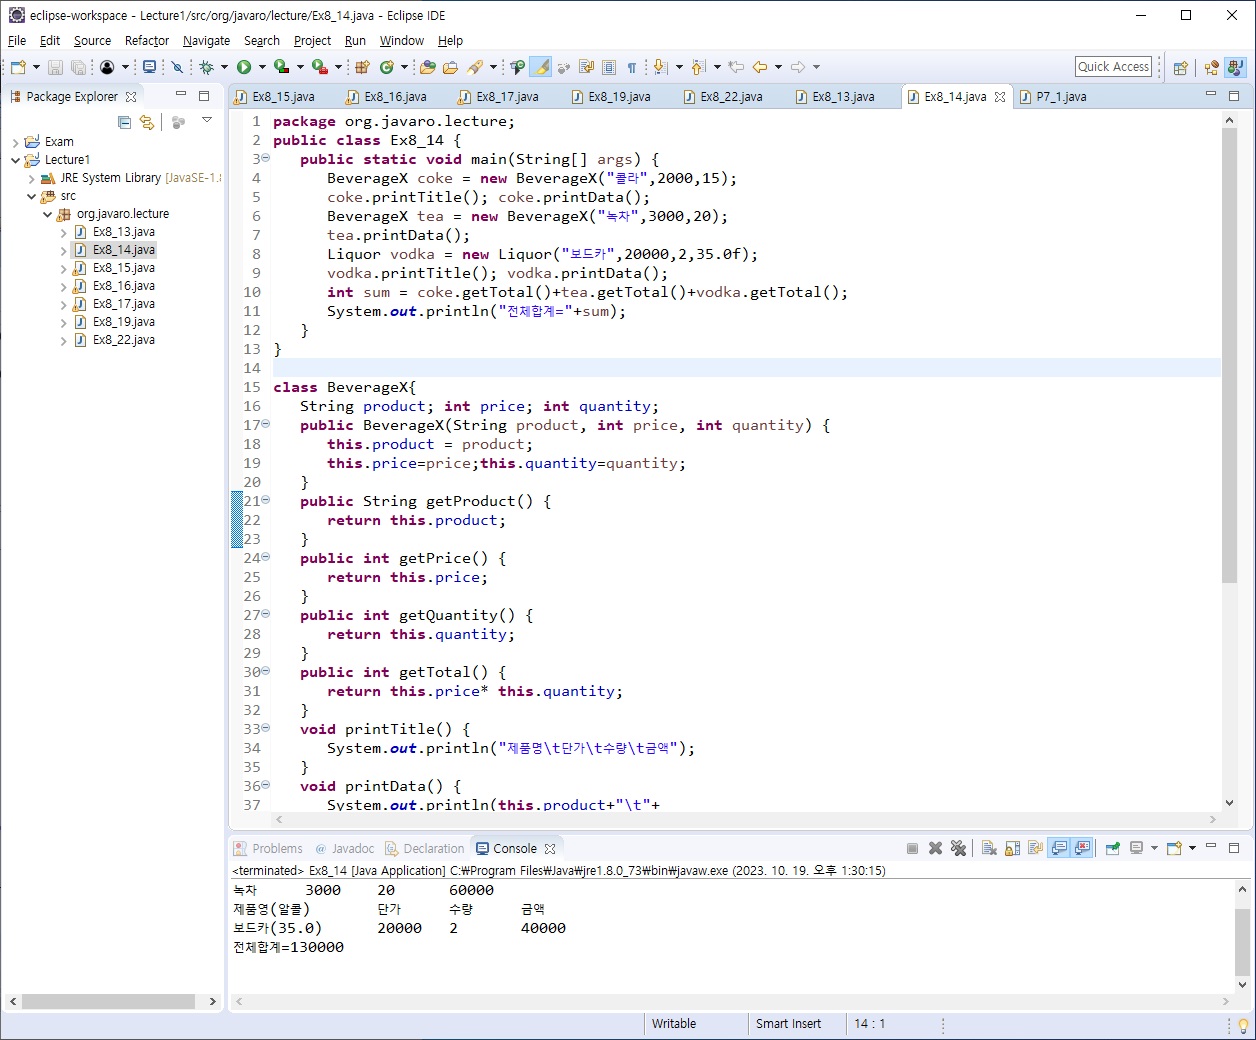 eclipse-workspace - Lecture1/src/org/javaro/lecture/Ex8_14.java - Eclipse IDE
File Edit Source Refactor Navigate Search Project Run Window Help
Quick Access
Package Explorer
Ex8_15.java Ex8_16.java Ex8_17.java Ex8_19.java Ex8_22.java Ex8_13.java Ex8_14.java P7_1.java
Exam
Lecture1
JRE System Library [JavaSE-1.8
src
org.javaro.lecture
Ex8_13.java
Ex8_14.java
Ex8_15.java
Ex8_16.java
Ex8_17.java
Ex8_19.java
Ex8_22.java
1 package org.javaro.lecture;
2 public class Ex8_14 {
3 public static void main(String[] args) {
4 BeverageX coke = new BeverageX("콜라",2000,15);
5 coke.printTitle(); coke.printData();
6 BeverageX tea = new BeverageX("녹차",3000,20);
7 tea.printData();
8 Liquor vodka = new Liquor("보드카",20000,2,35.0f);
9 vodka.printTitle(); vodka.printData();
10 int sum = coke.getTotal()+tea.getTotal()+vodka.getTotal();
11 System.out.println("전체합계="+sum);
12 }
13 }
14
15 class BeverageX{
16 String product; int price; int quantity;
17 public BeverageX(String product, int price, int quantity) {
18 this.product = product;
19 this.price=price;this.quantity=quantity;
20 }
21 public String getProduct() {
22 return this.product;
23 }
24 public int getPrice() {
25 return this.price;
26 }
27 public int getQuantity() {
28 return this.quantity;
29 }
30 public int getTotal() {
31 return this.price* this.quantity;
32 }
33 void printTitle() {
34 System.out.println("제품명\t단가\t수량\t금액");
35 }
36 void printData() {
37 System.out.println(this.product+"\t"+
Problems Javadoc Declaration Console
<terminated> Ex8_14 [Java Application] C:₩Program Files₩Java₩jre1.8.0_73₩bin₩javaw.exe (2023. 10. 19. 오후 1:30:15)
녹차 3000 20 60000
제품명(알콜) 단가 수량 금액
보드카(35.0) 20000 2 40000
전체합계=130000
Writable Smart Insert 14 : 1